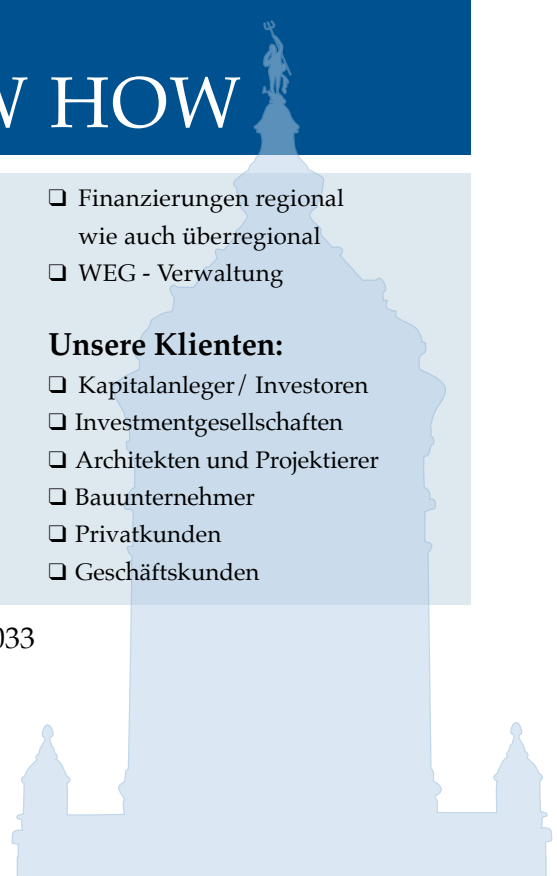 W HOW
❏ Finanzierungen regional
wie auch überregional
❏ WEG - Verwaltung
Unsere Klienten:
❏ Kapitalanleger/ Investoren
❏ Investmentgesellschaften
❏ Architekten und Projektierer
❏ Bauunternehmer
❏ Privatkunden
❏ Geschäftskunden
033